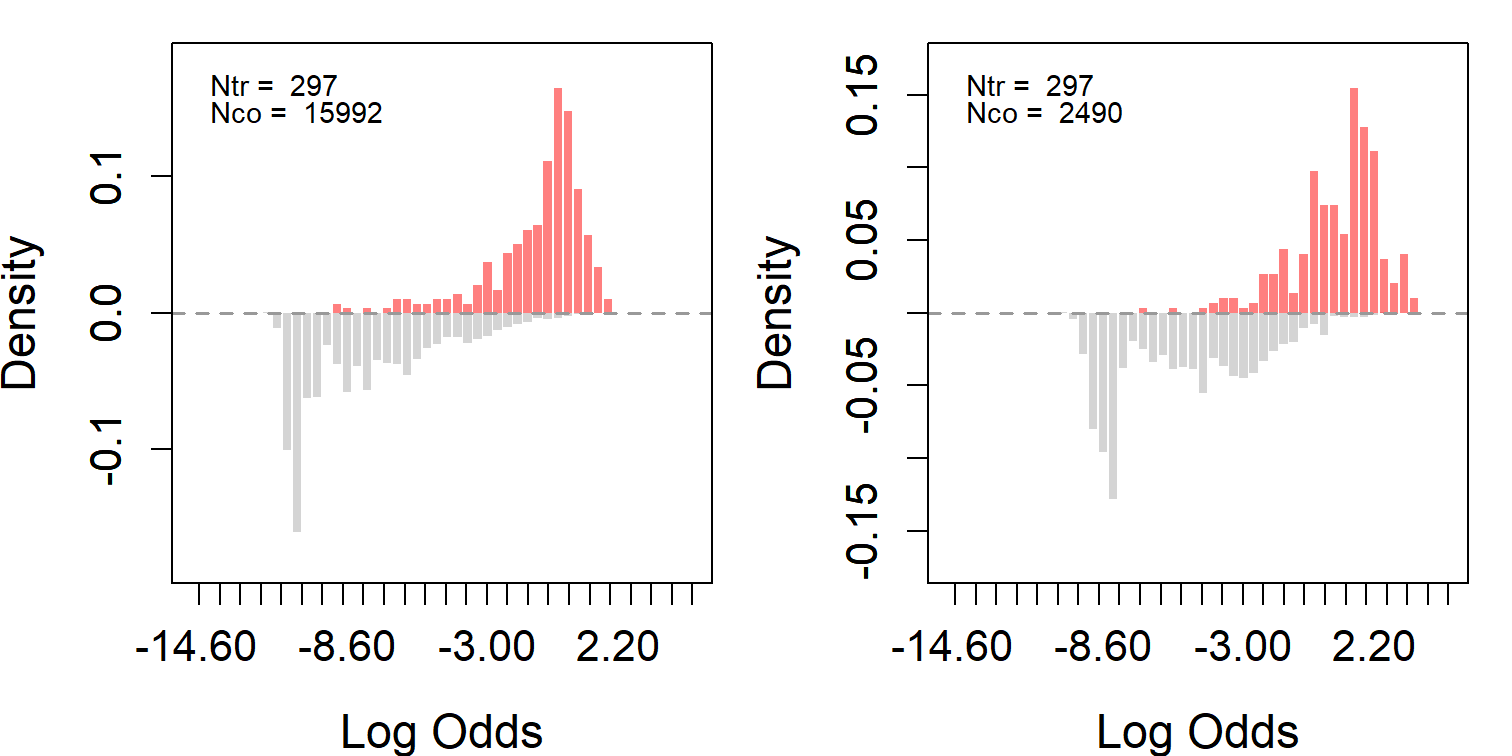 Ntr = 297
Nco = 15992
Density
0.1
0.0
-0.1
-14.60 -8.60 -3.00 2.20
Log Odds
Ntr = 297
Nco = 2490
Density
0.15
0.05
-0.05
-0.15
-14.60 -8.60 -3.00 2.20
Log Odds